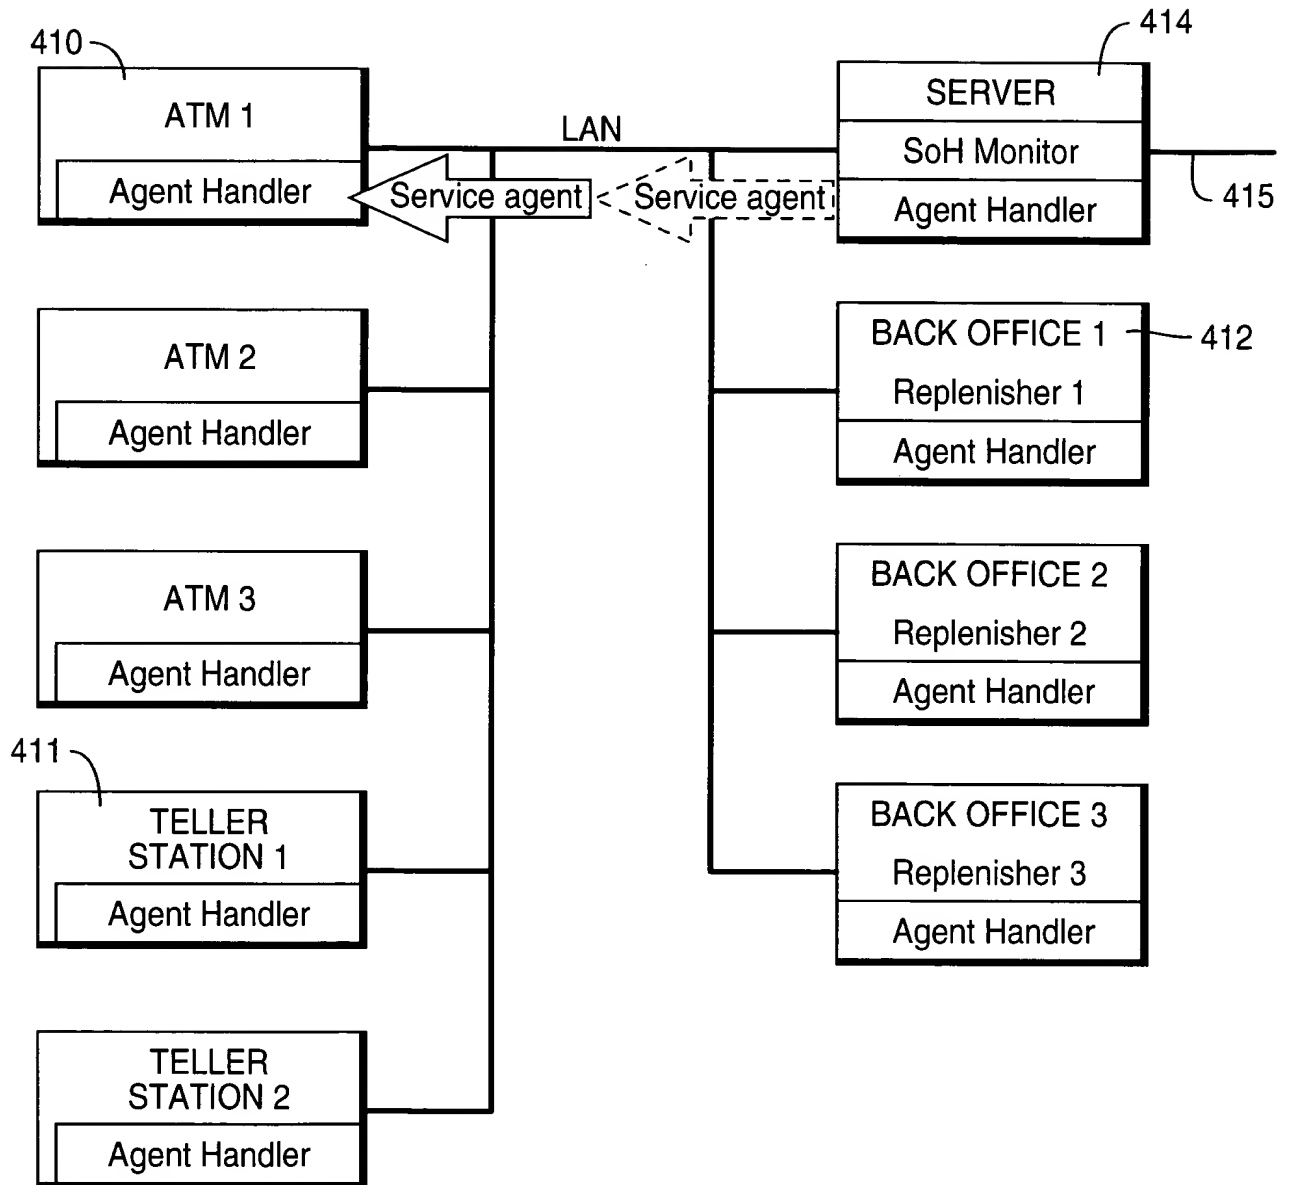 410
ATM 1
Agent Handler
LAN
Service agent
Service agent
414
SERVER
SoH Monitor
Agent Handler
415
ATM 2
Agent Handler
BACK OFFICE 1
412
Replenisher 1
Agent Handler
ATM 3
Agent Handler
BACK OFFICE 2
Replenisher 2
Agent Handler
411
TELLER
STATION 1
Agent Handler
BACK OFFICE 3
Replenisher 3
Agent Handler
TELLER
STATION 2
Agent Handler